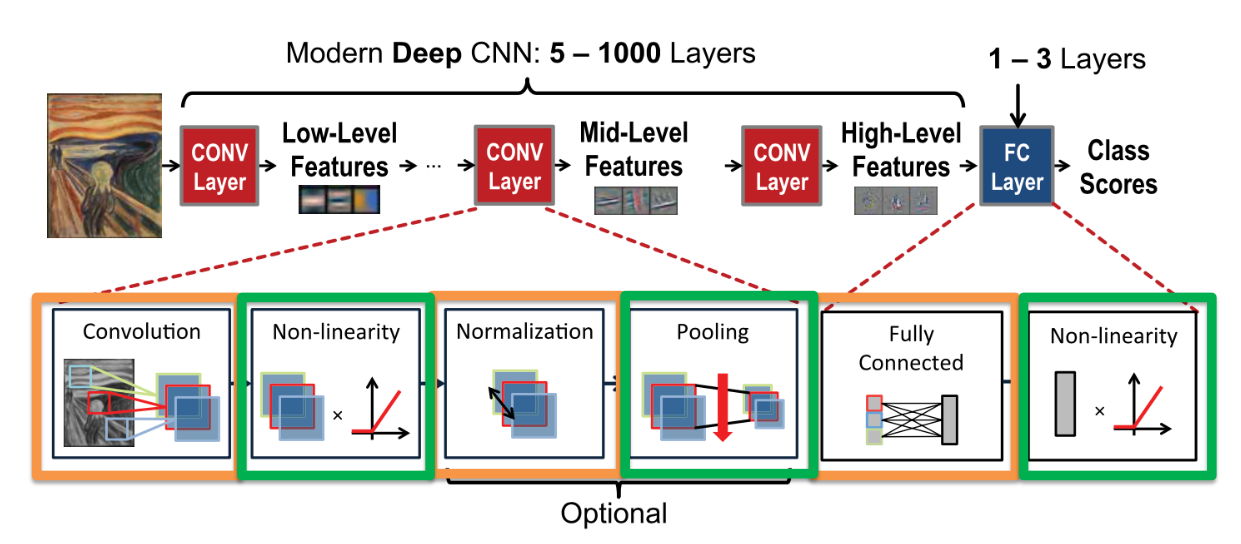 Modern Deep CNN: 5 – 1000 Layers
1 – 3 Layers
CONV
Layer
Low-Level
Features
...
CONV
Layer
Mid-Level
Features
CONV
Layer
High-Level
Features
FC
Layer
Class
Scores
Convolution
Non-linearity
×
Normalization
Pooling
Fully
Connected
Non-linearity
×
Optional